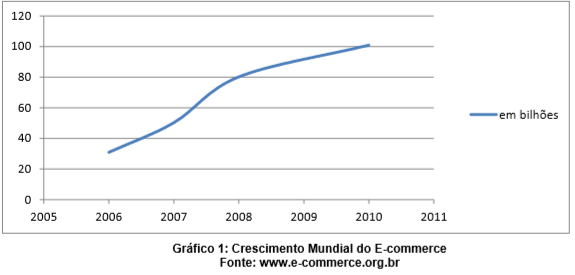 120
100
80
60
40
20
0
2005 2006 2007 2008 2009 2010 2011
em bilhões
Gráfico 1: Crescimento Mundial do E-commerce
Fonte: www.e-commerce.org.br